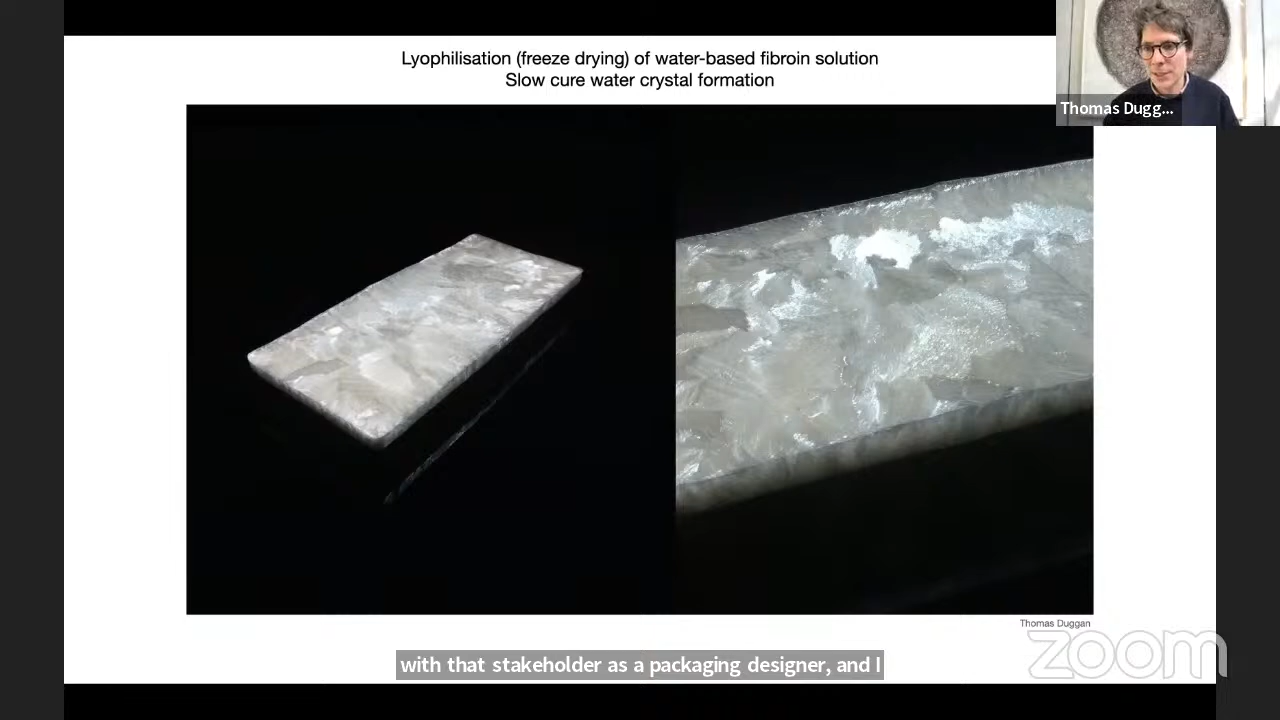 Lyophilisation (freeze drying) of water-based fibroin solution
Slow cure water crystal formation
Thomas Dugg...
Thomas Duggan
zoom
with that stakeholder as a packaging designer, and I